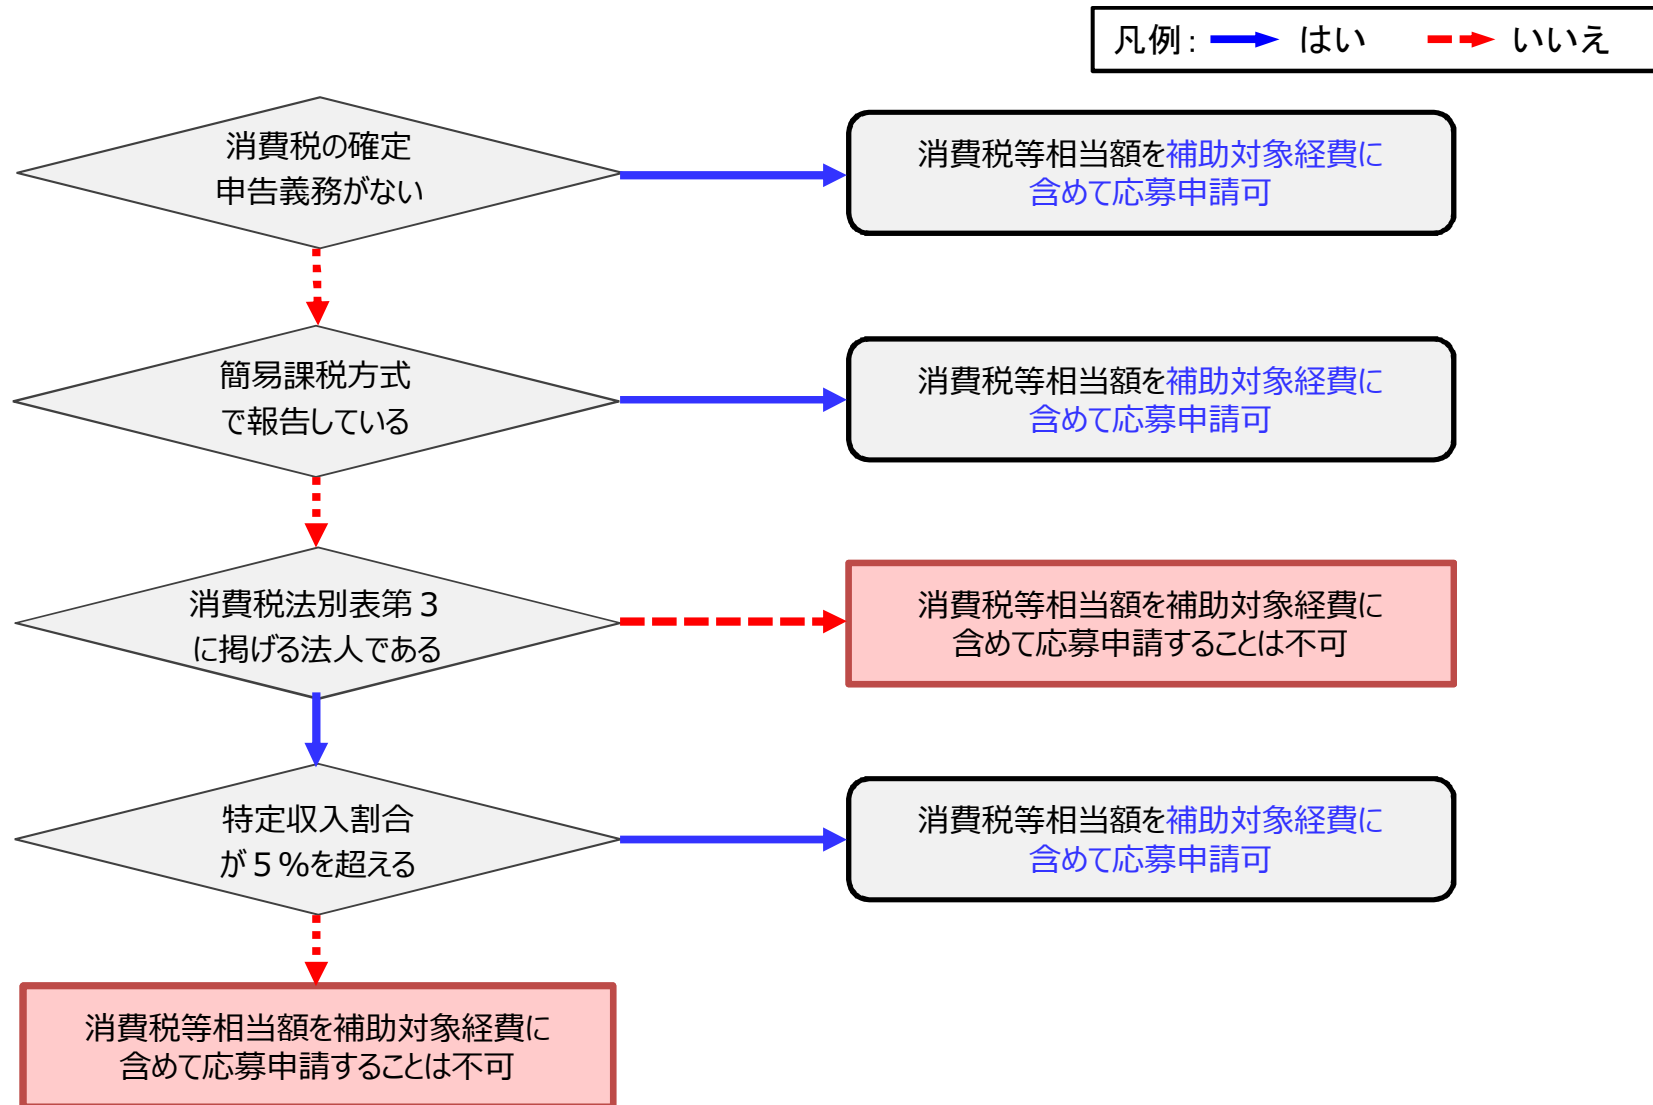 凡例： はい いいえ
消費税の確定
申告義務がない
消費税等相当額を補助対象経費に
含めて応募申請可
簡易課税方式
で報告している
消費税等相当額を補助対象経費に
含めて応募申請可
消費税法別表第３
に掲げる法人である
消費税等相当額を補助対象経費に
含めて応募申請することは不可
特定収入割合
が５％を超える
消費税等相当額を補助対象経費に
含めて応募申請可
消費税等相当額を補助対象経費に
含めて応募申請することは不可